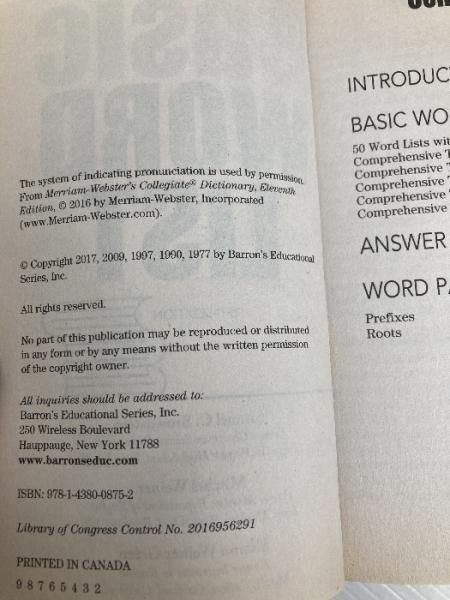 The system of indicating pronunciation is used by permission.
From Merriam-Webster's Collegiate® Dictionary, Eleventh
Edition, © 2016 by Merriam-Webster, Incorporated
(www.Merriam-Webster.com).
© Copyright 2017, 2009, 1997, 1990, 1977 by Barron's Educational
Series, Inc.
All rights reserved.
No part of this publication may be reproduced or distributed
in any form or by any means without the written permission
of the copyright owner.
All inquiries should be addressed to:
Barron's Educational Series, Inc.
250 Wireless Boulevard
Hauppauge, New York 11788
www.barronseduc.com
ISBN: 978-1-4380-0875-2
Library of Congress Control No. 2016956291
PRINTED IN CANADA
9 8 7 6 5 4 3 2
INTRODUC
BASIC WO
50 Word Lists wit
Comprehensive T
Comprehensive T
Comprehensive T
Comprehensive
Comprehensive
ANSWER
WORD PA
Prefixes
Roots